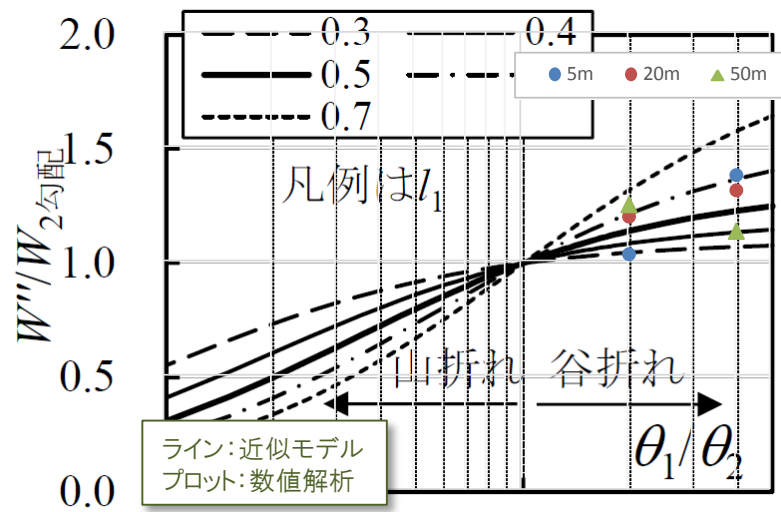 2.0
1.5
1.0
0.5
0.0
W''/W2勾配
0.3
0.4
0.5
0.7
5m
20m
50m
凡例はl1
山折れ
谷折れ
θ1/θ2
ライン:近似モデル
プロット:数値解析